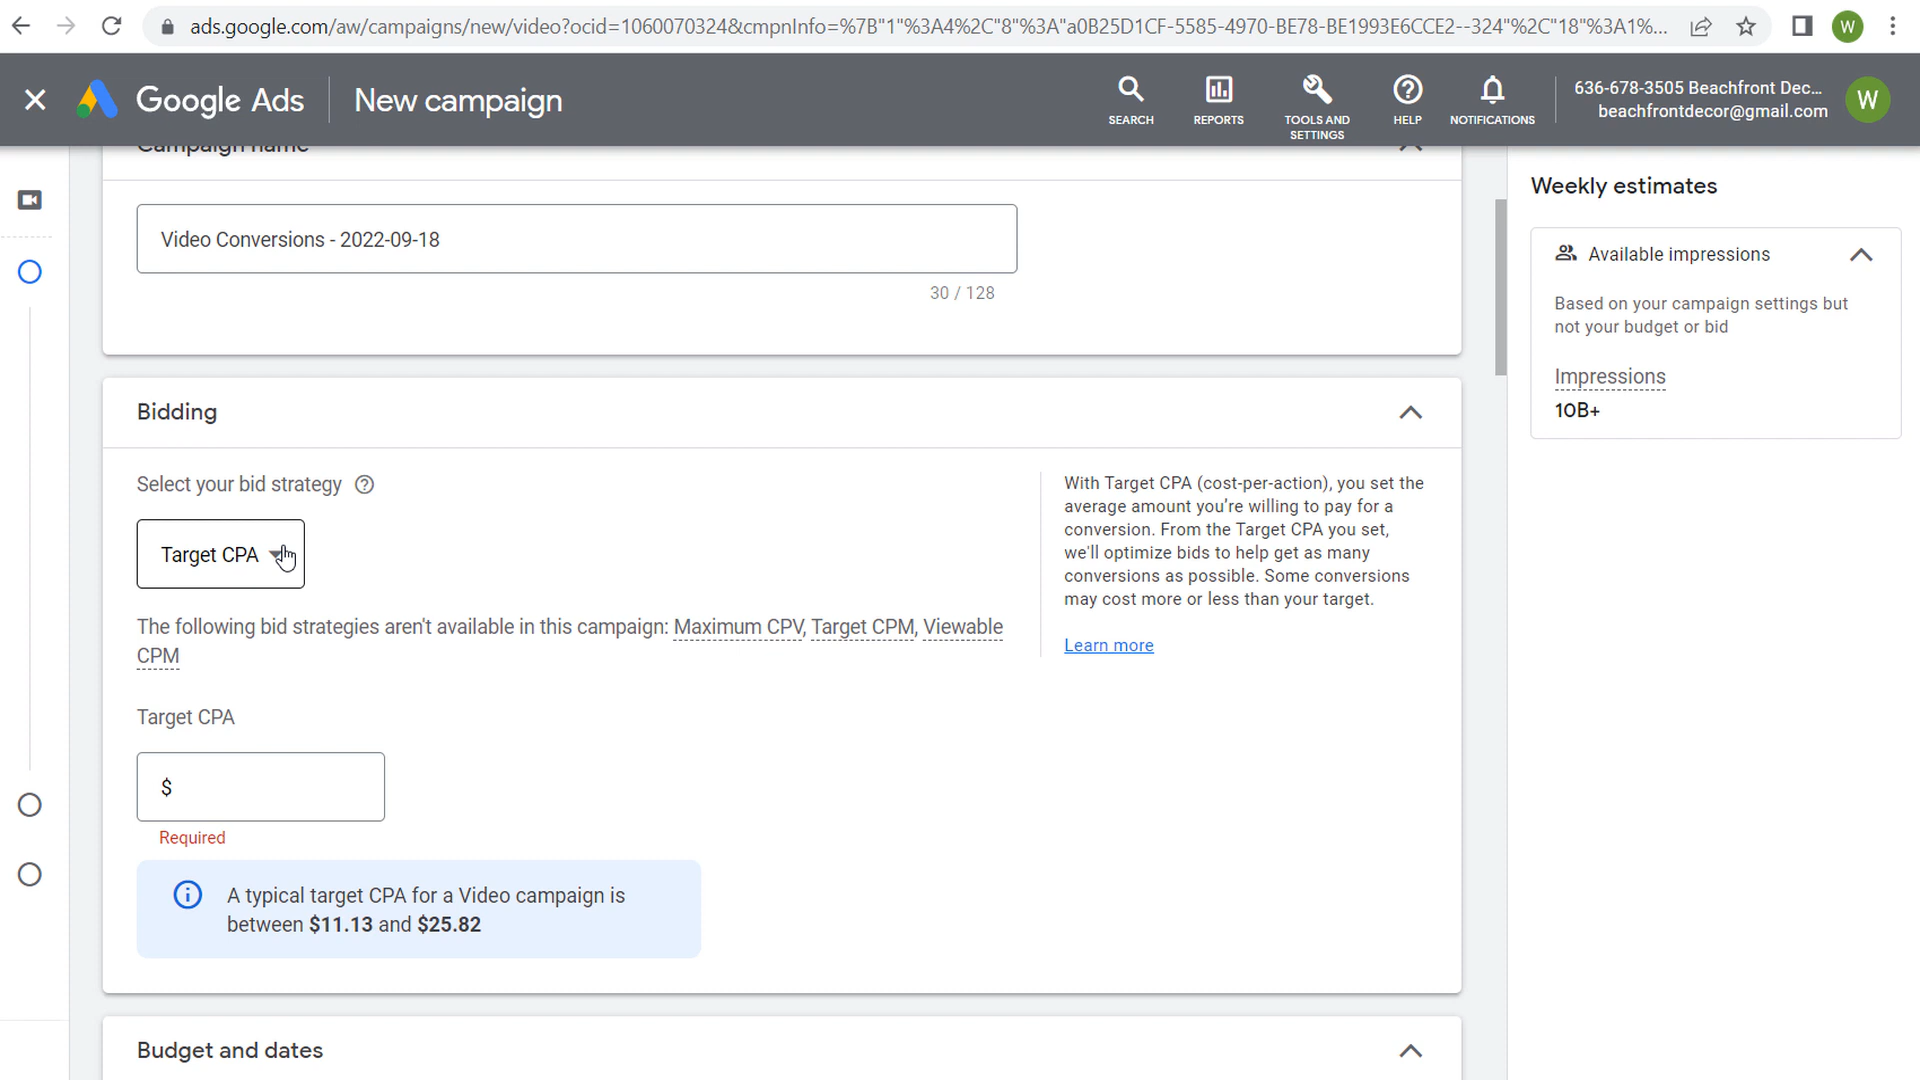 ads.google.com/aw/campaigns/new/video?ocid=1060070324&cmpnInfo=%7B"1"%3A4%2C"8"%3A"a0B25D1CF-5585-4970-BE78-BE1993E6CCE2--324"%2C"18"%3A1%...
W
Google Ads
New campaign
SEARCH
REPORTS
TOOLS AND
SETTINGS
HELP
NOTIFICATIONS
636-678-3505 Beachfront Dec...
beachfrontdecor@gmail.com
W
Campaign name
Video Conversions - 2022-09-18
30 / 128
Bidding
Select your bid strategy
Target CPA
The following bid strategies aren't available in this campaign: Maximum CPV, Target CPM, Viewable
CPM
Target CPA
$
Required
A typical target CPA for a Video campaign is
between $11.13 and $25.82
With Target CPA (cost-per-action), you set the
average amount you're willing to pay for a
conversion. From the Target CPA you set,
we'll optimize bids to help get as many
conversions as possible. Some conversions
may cost more or less than your target.
Learn more
Budget and dates
Weekly estimates
Available impressions
Based on your campaign settings but
not your budget or bid
Impressions
10B+